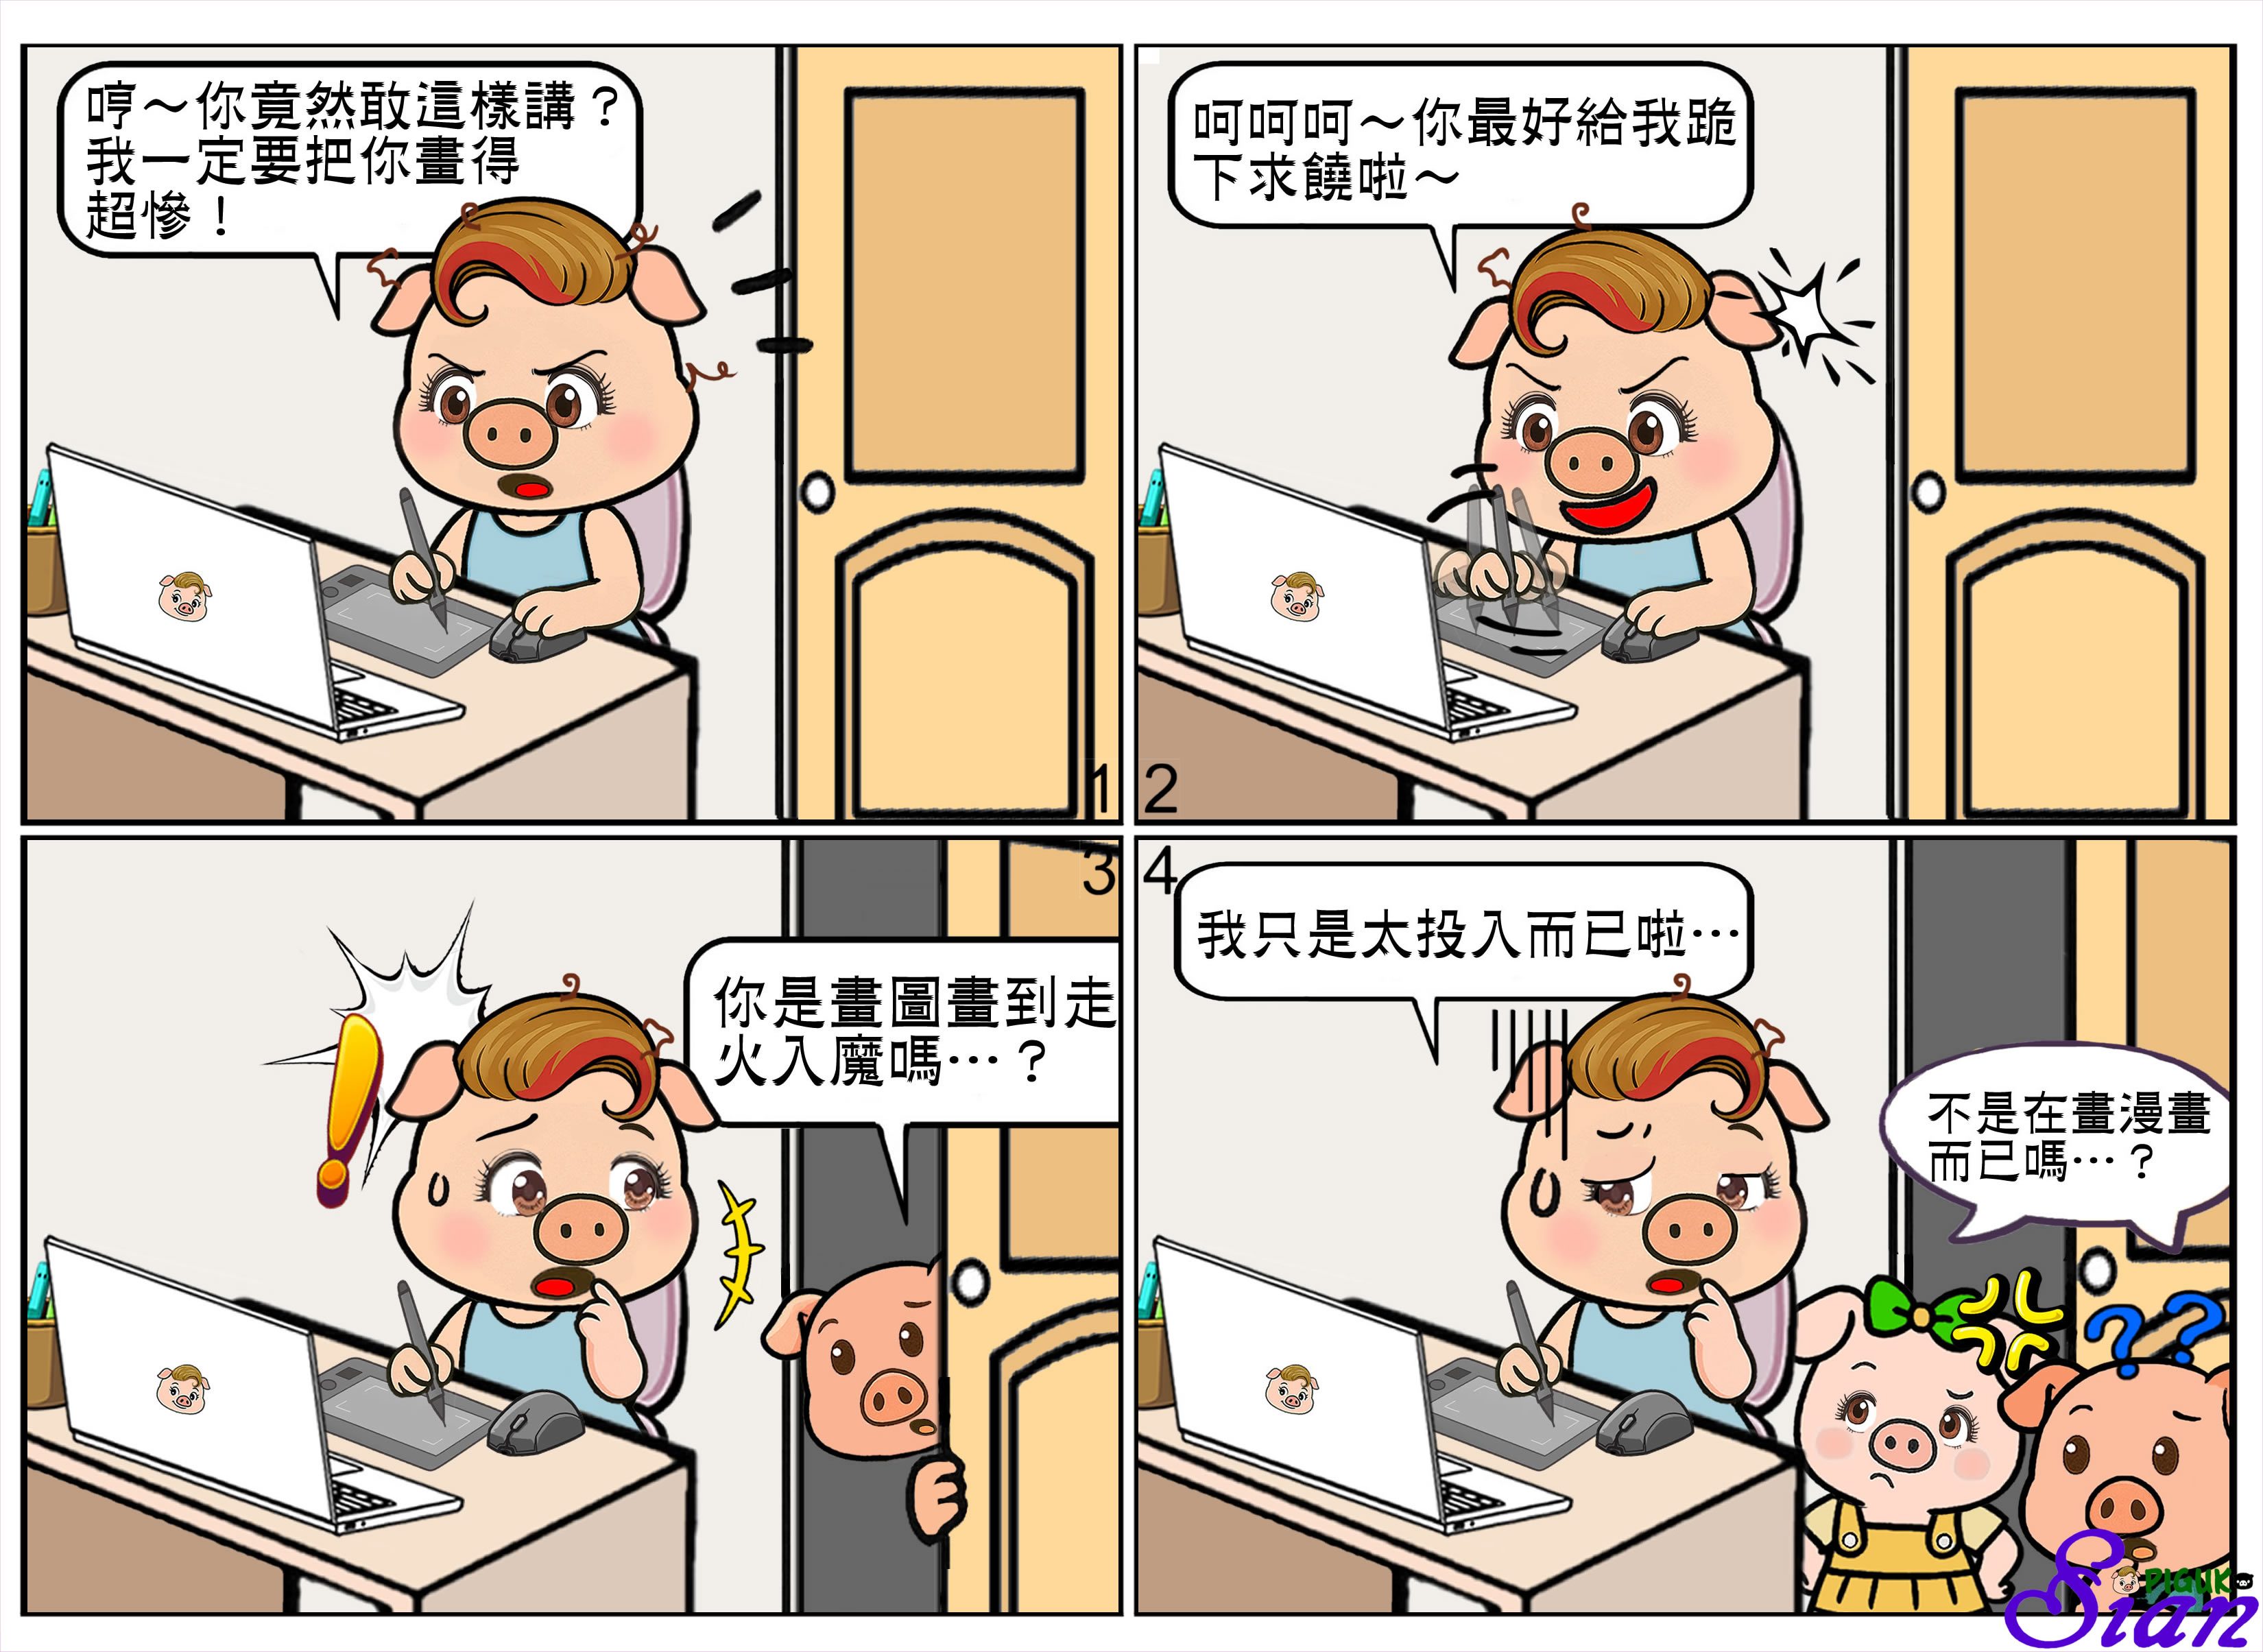 哼～你竟然敢這樣講？
我一定要把你畫得
超慘！
1
呵呵呵～你最好給我跪
下求饒啦～
2
3
你是畫圖畫到走
火入魔嗎…？
4
我只是太投入而已啦…
不是在畫漫畫
而已嗎…？
??
PIGUK
Sian